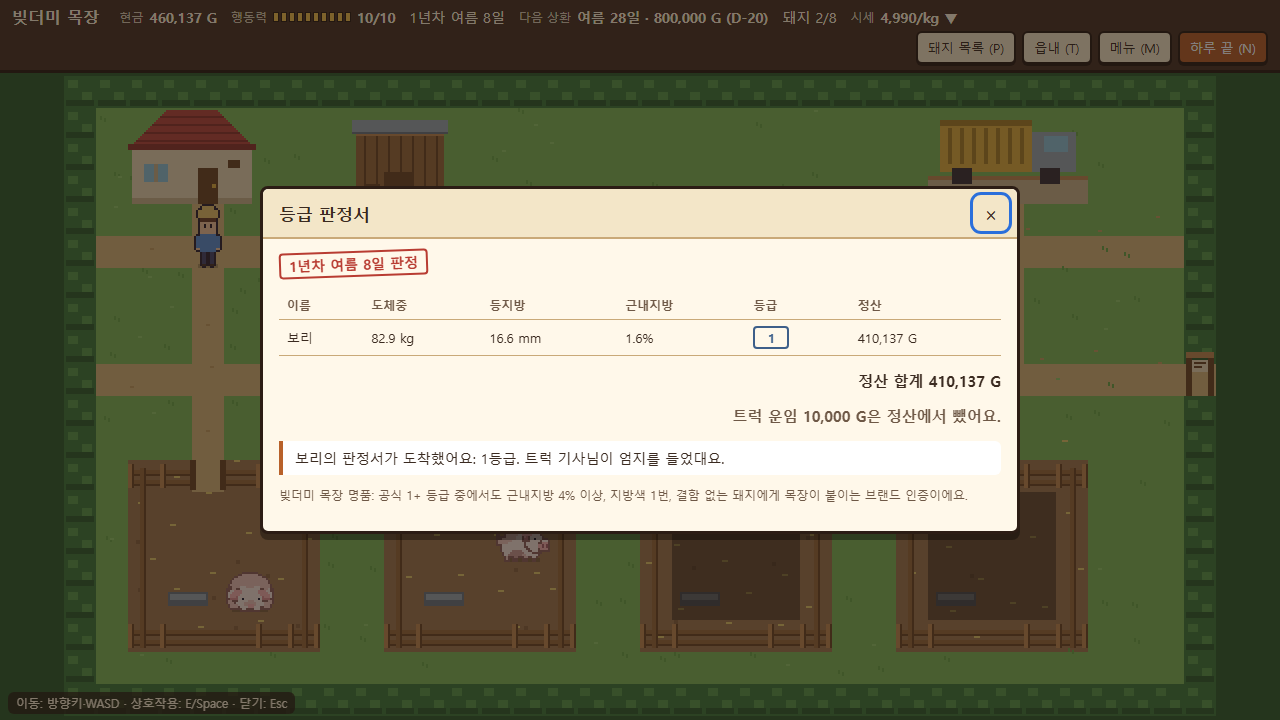 빚더미 목장 현금 460,137 G 행동력 10/10 1년차 여름 8일 다음 상환 여름 28일 · 800,000 G (D-20) 돼지 2/8 시세 4,990/kg ▼
돼지 목록 (P) 읍내 (T) 메뉴 (M) 하루 끝 (N)
등급 판정서 ×
1년차 여름 8일 판정
이름 도체중 등지방 근내지방 등급 정산
보리 82.9 kg 16.6 mm 1.6% 1 410,137 G
정산 합계 410,137 G
트럭 운임 10,000 G은 정산에서 뺐어요.
보리의 판정서가 도착했어요: 1등급. 트럭 기사님이 엄지를 들었대요.
빚더미 목장 명품: 공식 1+ 등급 중에서도 근내지방 4% 이상, 지방색 1번, 결함 없는 돼지에게 목장이 붙이는 브랜드 인증이에요.
이동: 방향키·WASD · 상호작용: E/Space · 닫기: Esc